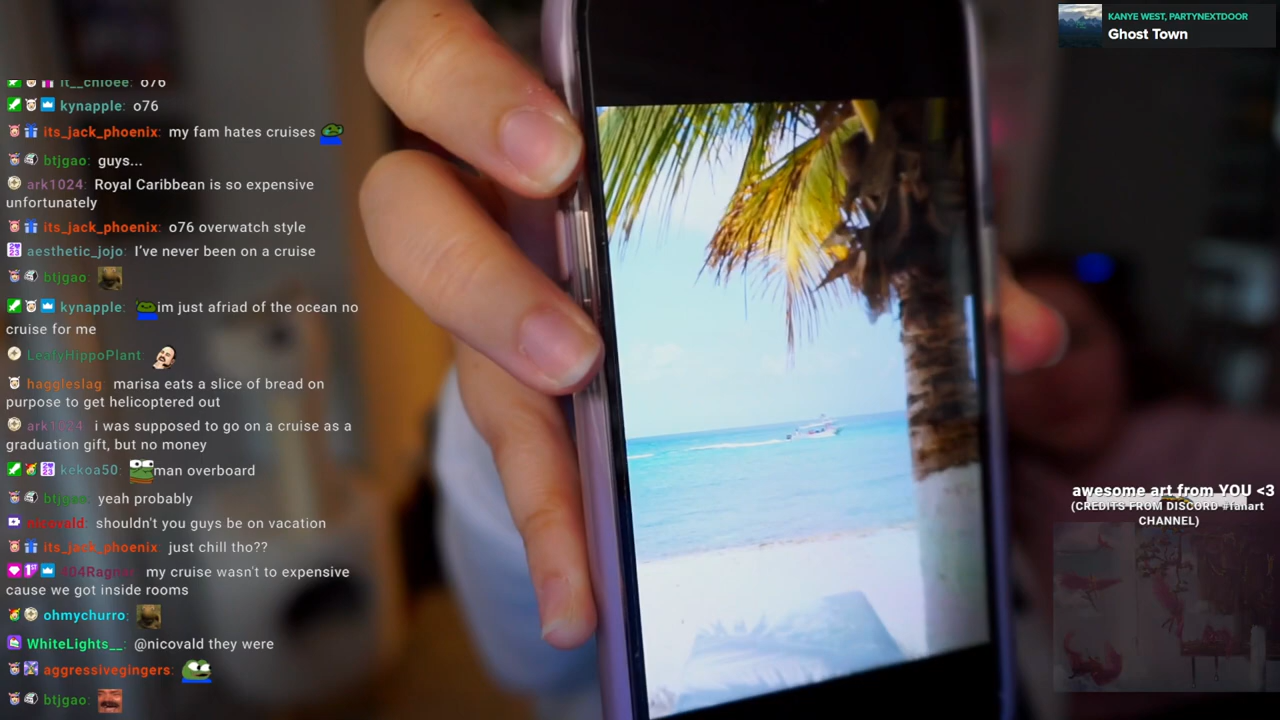 it__chloee: o76
kynapple: o76
its_jack_phoenix: my fam hates cruises
btjgao: guys...
ark1024: Royal Caribbean is so expensive
unfortunately
its_jack_phoenix: o76 overwatch style
aesthetic_jojo: I've never been on a cruise
btjgao:
kynapple: im just afriad of the ocean no
cruise for me
LeafyHippoPlant:
haggleslag: marisa eats a slice of bread on
purpose to get helicoptered out
ark1024: i was supposed to go on a cruise as a
graduation gift, but no money
kekoa50: man overboard
btjgao: yeah probably
nicovald: shouldn't you guys be on vacation
its_jack_phoenix: just chill tho??
my cruise wasn't to expensive
cause we got inside rooms
ohmychurro:
WhiteLights__: @nicovald they were
aggressivegingers:
btjgao:
KANYE WEST, PARTYNEXTDOOR
Ghost Town
awesome art from YOU <3
(CREDITS FROM DISCORD #fanart
CHANNEL)